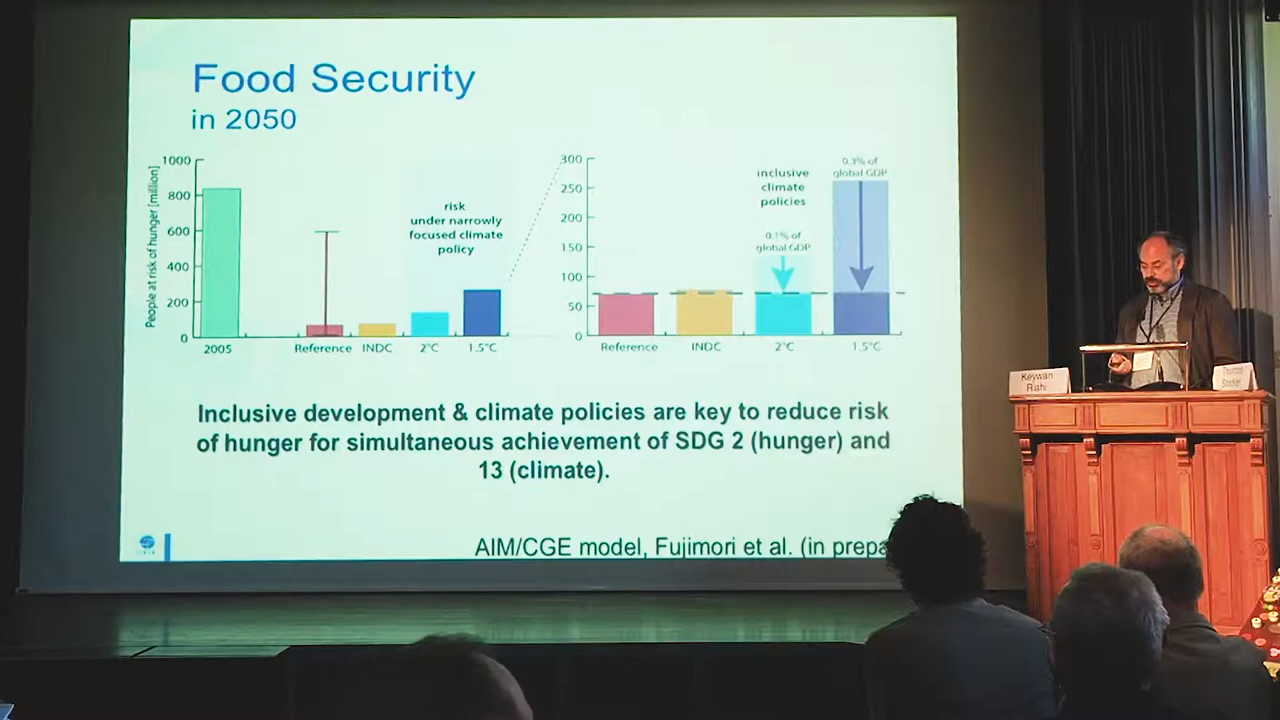 Food Security
in 2050
People at risk of hunger [million]
1000
800
600
400
200
0
2005
Reference
INDC
2°C
1.5°C
risk
under narrowly
focused climate
policy
300
250
200
150
100
50
0
Reference
INDC
2°C
1.5°C
inclusive
climate
policies
0.1% of
global GDP
0.3% of
global GDP
Inclusive development & climate policies are key to reduce risk
of hunger for simultaneous achievement of SDG 2 (hunger) and
13 (climate).
AIM/CGE model, Fujimori et al. (in prepa
Keywan
Riahi
Thomas